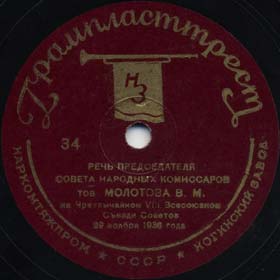 Грампласттрест
НЗ
34
РЕЧЬ ПРЕДСЕДАТЕЛЯ
СОВЕТА НАРОДНЫХ КОМИССАРОВ
тов МОЛОТОВА В. М.
на Чрезвычайном VIII Всесоюзном
Съезде Советов
29 ноября 1936 года
НАРКОМТЯЖПРОМ ★ СССР ★ НОГИНСКИЙ ЗАВОД